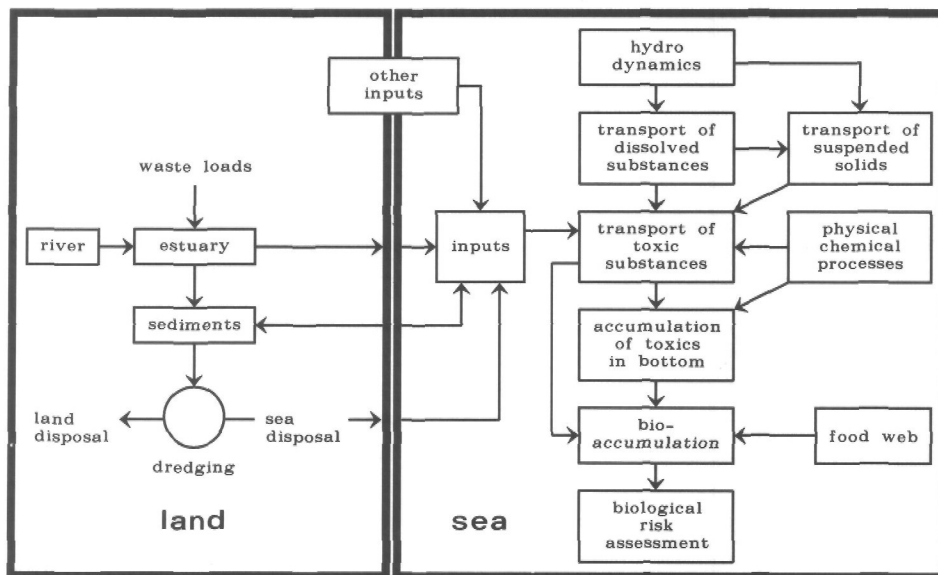 other
inputs
waste loads
river
estuary
sediments
land
disposal
sea
disposal
dredging
land
inputs
hydro
dynamics
transport of
dissolved
substances
transport of
suspended
solids
transport of
toxic
substances
physical
chemical
processes
accumulation
of toxics
in bottom
bio-
accumulation
food web
biological
risk
assessment
sea